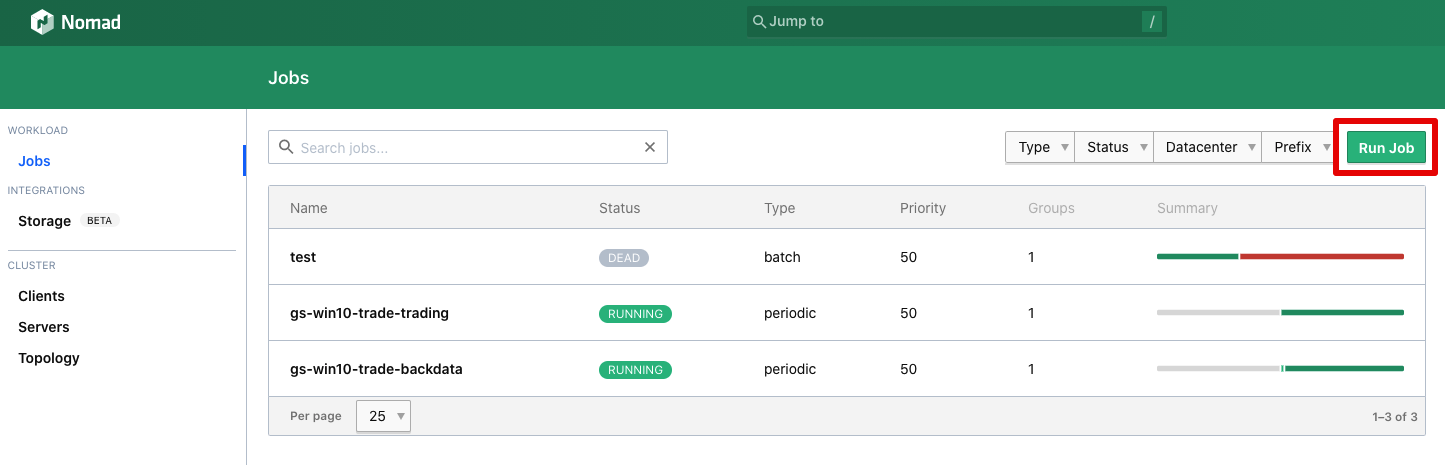 Nomad
Jump to
/
Jobs
WORKLOAD
Jobs
INTEGRATIONS
Storage BETA
CLUSTER
Clients
Servers
Topology
Search jobs...
Type Status Datacenter Prefix Run Job
Name Status Type Priority Groups Summary
test DEAD batch 50 1
gs-win10-trade-trading RUNNING periodic 50 1
gs-win10-trade-backdata RUNNING periodic 50 1
Per page 25 1–3 of 3